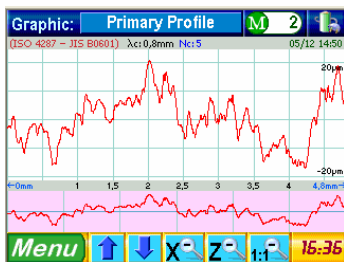 Graphic: Primary Profile M 2
(ISO 4287 – JIS B0601) λc:0,8mm Nc:5 05/12 14:50
20µm
-20µm
←0mm 1 1,5 2 2,5 3 3,5 4 4,8mm→
Menu X Z 1:1 16:36